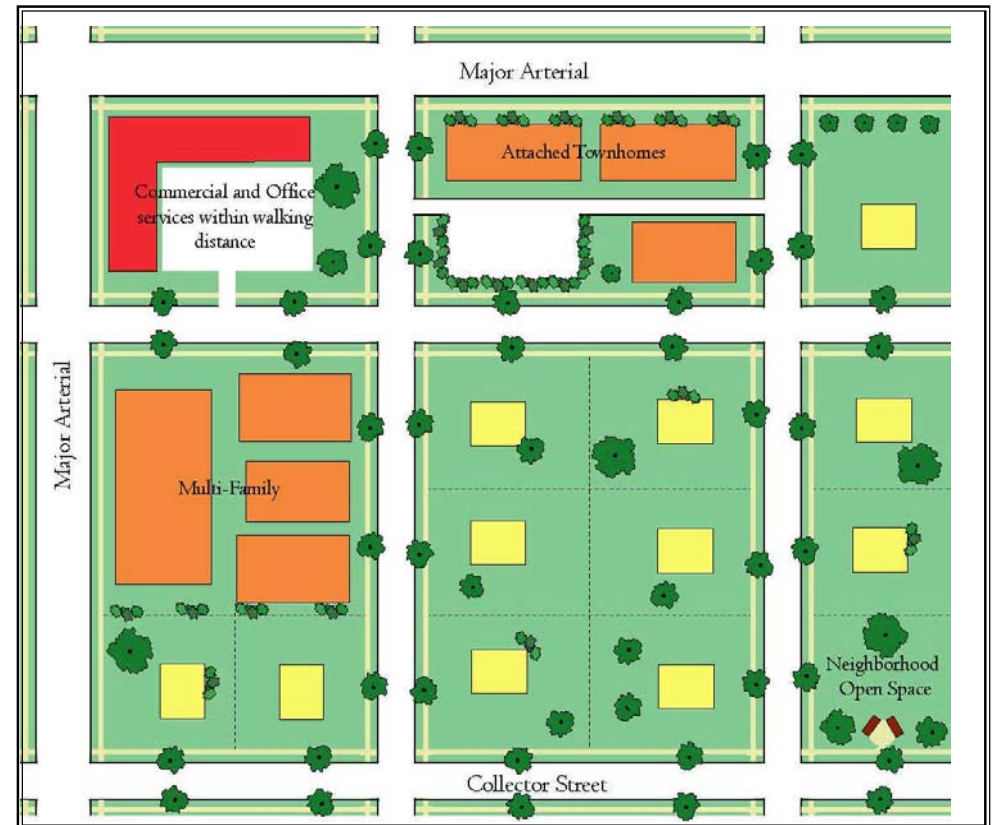 Major Arterial
Attached Townhomes
Commercial and Office
services within walking
distance
Major Arterial
Multi-Family
Neighborhood
Open Space
Collector Street